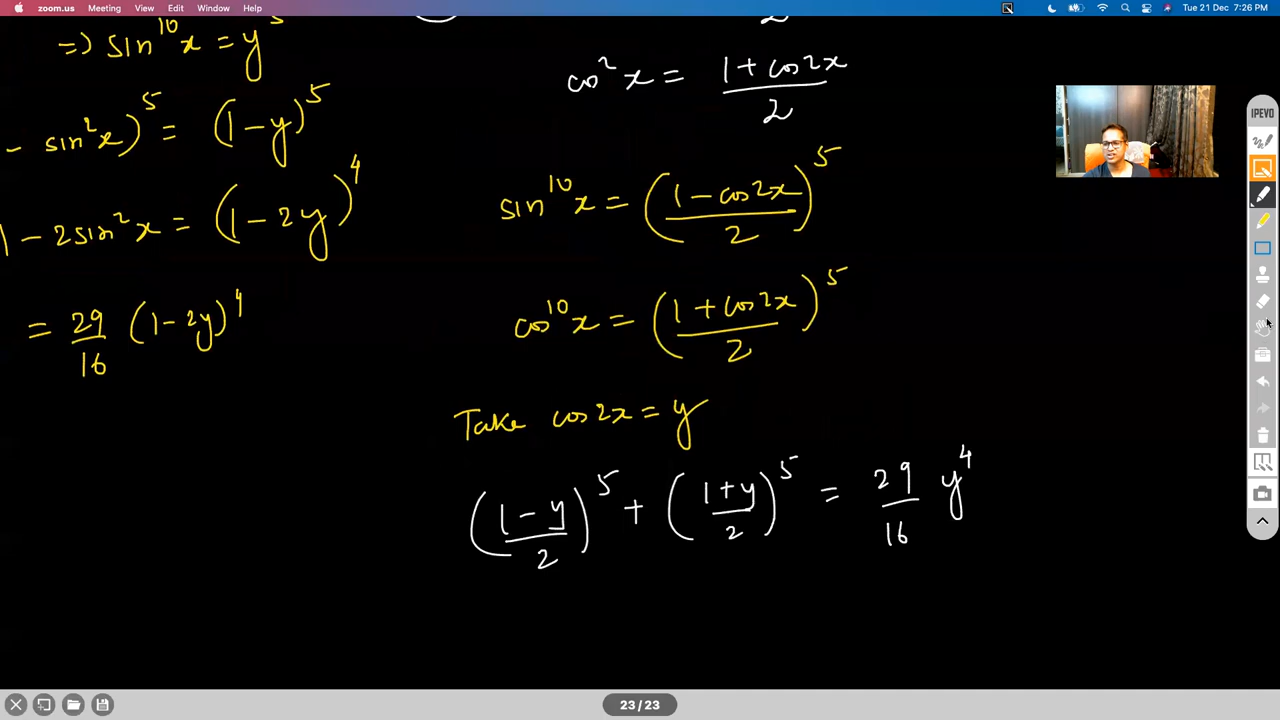 zoom.us Meeting View Edit Window Help Tue 21 Dec 7:26 PM
=) sin¹⁰x = y⁵
- sin²x)⁵ = (1-y)⁵
1 - 2sin²x = (1-2y)⁴
= 29/16 (1-2y)⁴
2
cos²x = (1+cos2x)/2
sin¹⁰x = ((1-cos2x)/2)⁵
cos¹⁰x = ((1+cos2x)/2)⁵
Take cos2x = y
((1-y)/2)⁵ + ((1+y)/2)⁵ = 29/16 y⁴
IPEVO
23/23